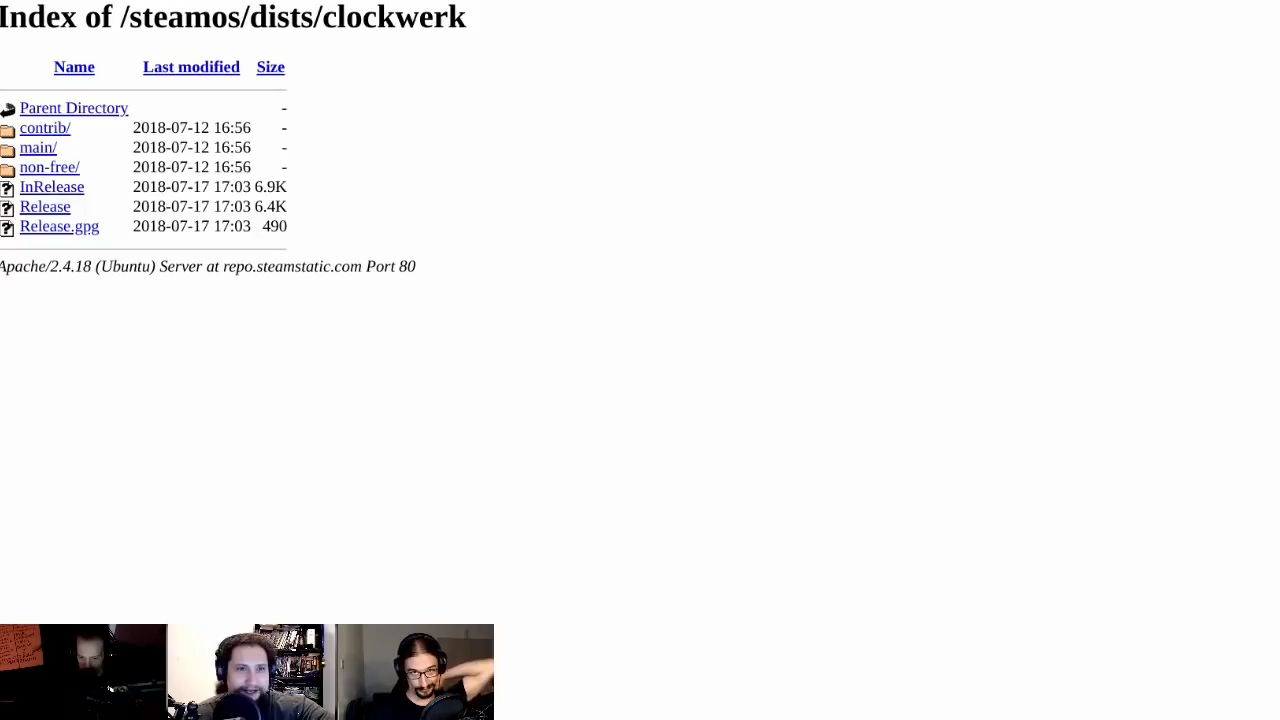 Index of /steamos/dists/clockwerk
Name Last modified Size
Parent Directory -
contrib/ 2018-07-12 16:56 -
main/ 2018-07-12 16:56 -
non-free/ 2018-07-12 16:56 -
InRelease 2018-07-17 17:03 6.9K
Release 2018-07-17 17:03 6.4K
Release.gpg 2018-07-17 17:03 490
Apache/2.4.18 (Ubuntu) Server at repo.steamstatic.com Port 80